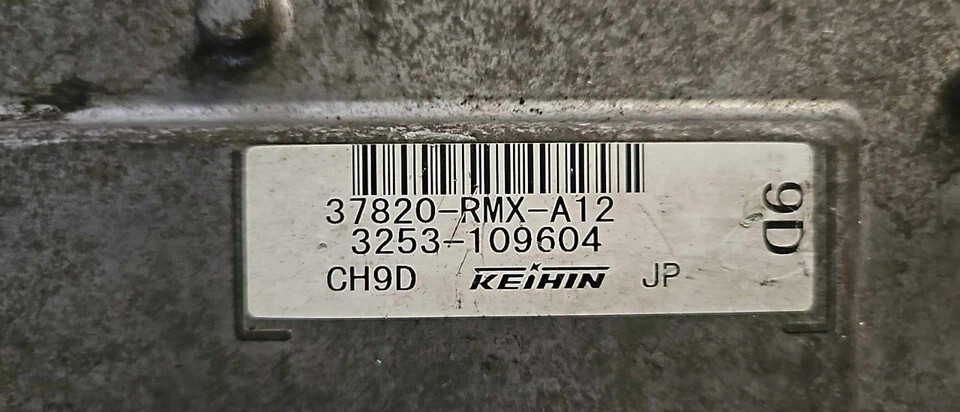 37820-RMX-A12
3253-109604
CH9D KEIHIN JP
9D